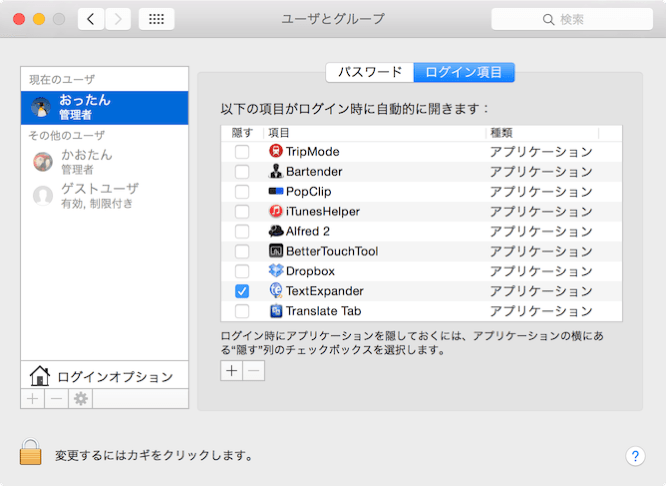 ユーザとグループ
検索
現在のユーザ
おったん
管理者
その他のユーザ
かおたん
管理者
ゲストユーザ
有効, 制限付き
ログインオプション
パスワード ログイン項目
以下の項目がログイン時に自動的に開きます：
隠す 項目 種類
TripMode アプリケーション
Bartender アプリケーション
PopClip アプリケーション
iTunesHelper アプリケーション
Alfred 2 アプリケーション
BetterTouchTool アプリケーション
Dropbox アプリケーション
TextExpander アプリケーション
Translate Tab アプリケーション
ログイン時にアプリケーションを隠しておくには、アプリケーションの横にあ
る“隠す”列のチェックボックスを選択します。
変更するにはカギをクリックします。
?